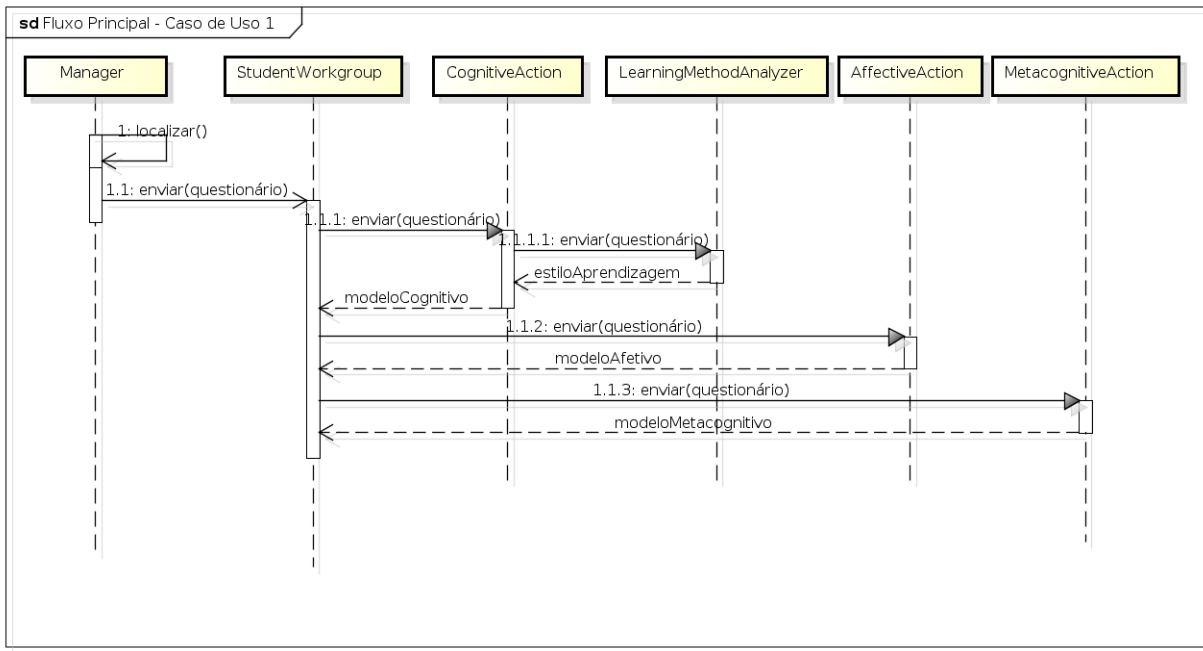 sd Fluxo Principal - Caso de Uso 1
Manager
StudentWorkgroup
CognitiveAction
LearningMethodAnalyzer
AffectiveAction
MetacognitiveAction
1: localizar()
1.1: enviar(questionário)
1.1.1: enviar(questionário)
1.1.1.1: enviar(questionário)
estiloAprendizagem
modeloCognitivo
1.1.2: enviar(questionário)
modeloAfetivo
1.1.3: enviar(questionário)
modeloMetacognitivo